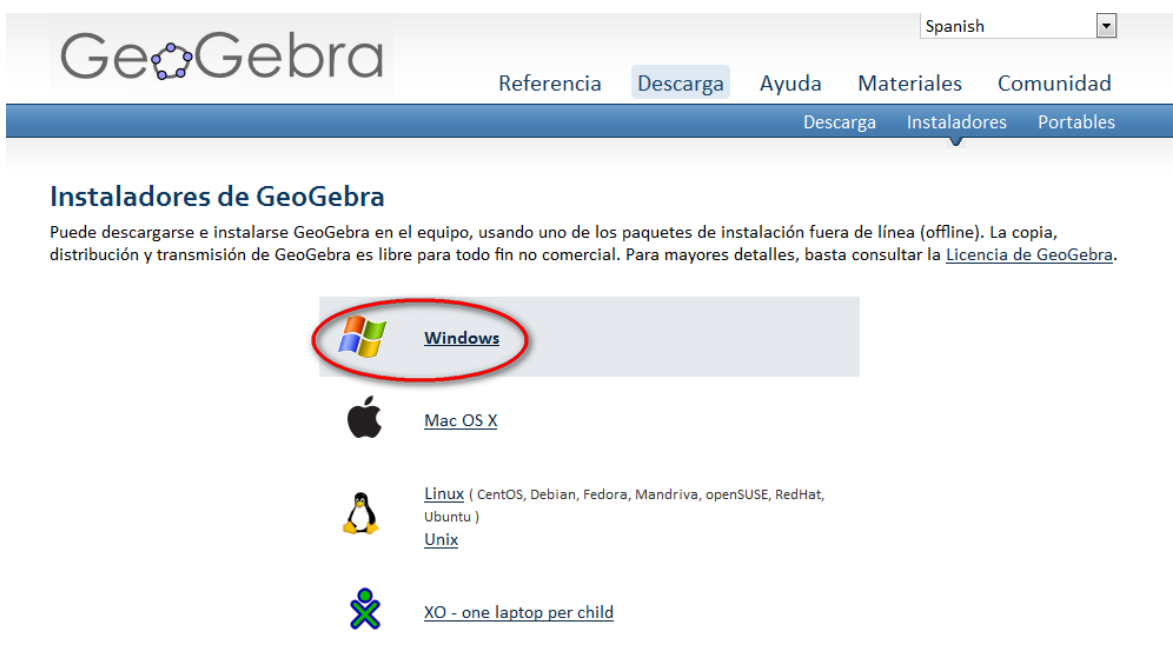 Spanish
GeoGebra
Referencia Descarga Ayuda Materiales Comunidad
Descarga Instaladores Portables
Instaladores de GeoGebra
Puede descargarse e instalarse GeoGebra en el equipo, usando uno de los paquetes de instalación fuera de línea (offline). La copia,
distribución y transmisión de GeoGebra es libre para todo fin no comercial. Para mayores detalles, basta consultar la Licencia de GeoGebra.
Windows
Mac OS X
Linux ( CentOS, Debian, Fedora, Mandriva, openSUSE, RedHat,
Ubuntu )
Unix
XO - one laptop per child